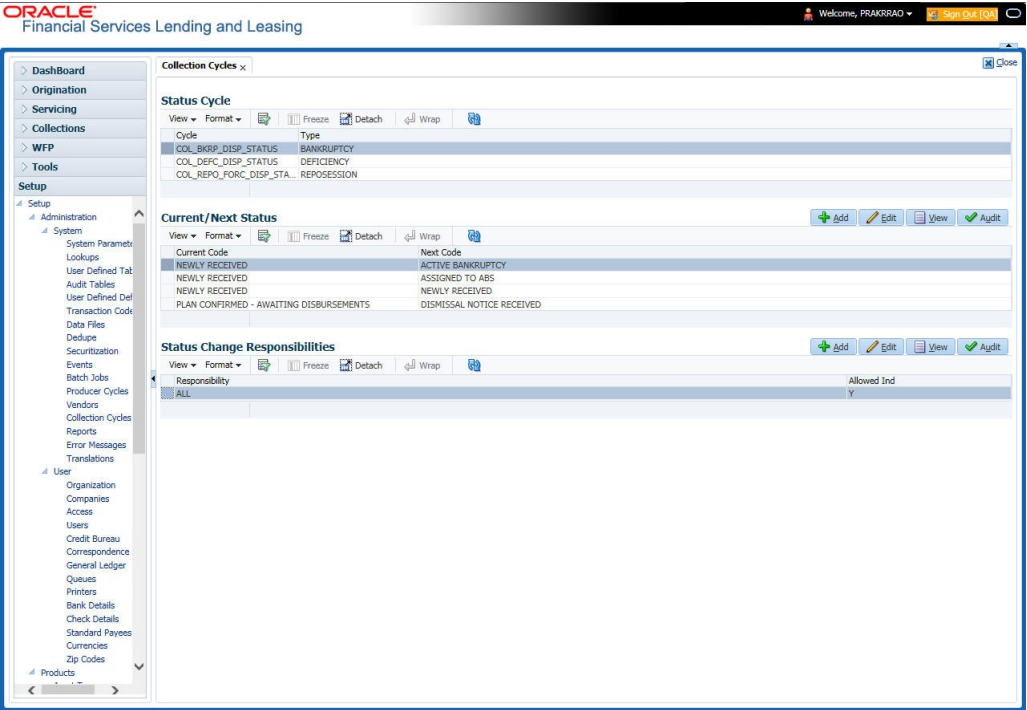 ORACLE
Financial Services Lending and Leasing
Welcome, PRAKRRAO
Sign Out [QA]
Close
DashBoard
Origination
Servicing
Collections
WFP
Tools
Setup
Setup
Administration
System
System Paramete
Lookups
User Defined Tab
Audit Tables
User Defined Def
Transaction Code
Data Files
Dedupe
Securitization
Events
Batch Jobs
Producer Cycles
Vendors
Collection Cycles
Reports
Error Messages
Translations
User
Organization
Companies
Access
Users
Credit Bureau
Correspondence
General Ledger
Queues
Printers
Bank Details
Check Details
Standard Payees
Currencies
Zip Codes
Products
Collection Cycles
Status Cycle
View Format Freeze Detach Wrap
Cycle Type
COL_BKRP_DISP_STATUS BANKRUPTCY
COL_DEFC_DISP_STATUS DEFICIENCY
COL_REPO_FORC_DISP_STA... REPOSESSION
Current/Next Status
Add Edit View Audit
View Format Freeze Detach Wrap
Current Code Next Code
NEWLY RECEIVED ACTIVE BANKRUPTCY
NEWLY RECEIVED ASSIGNED TO ABS
NEWLY RECEIVED NEWLY RECEIVED
PLAN CONFIRMED - AWAITING DISBURSEMENTS DISMISSAL NOTICE RECEIVED
Status Change Responsibilities
Add Edit View Audit
View Format Freeze Detach Wrap
Responsibility Allowed Ind
ALL Y